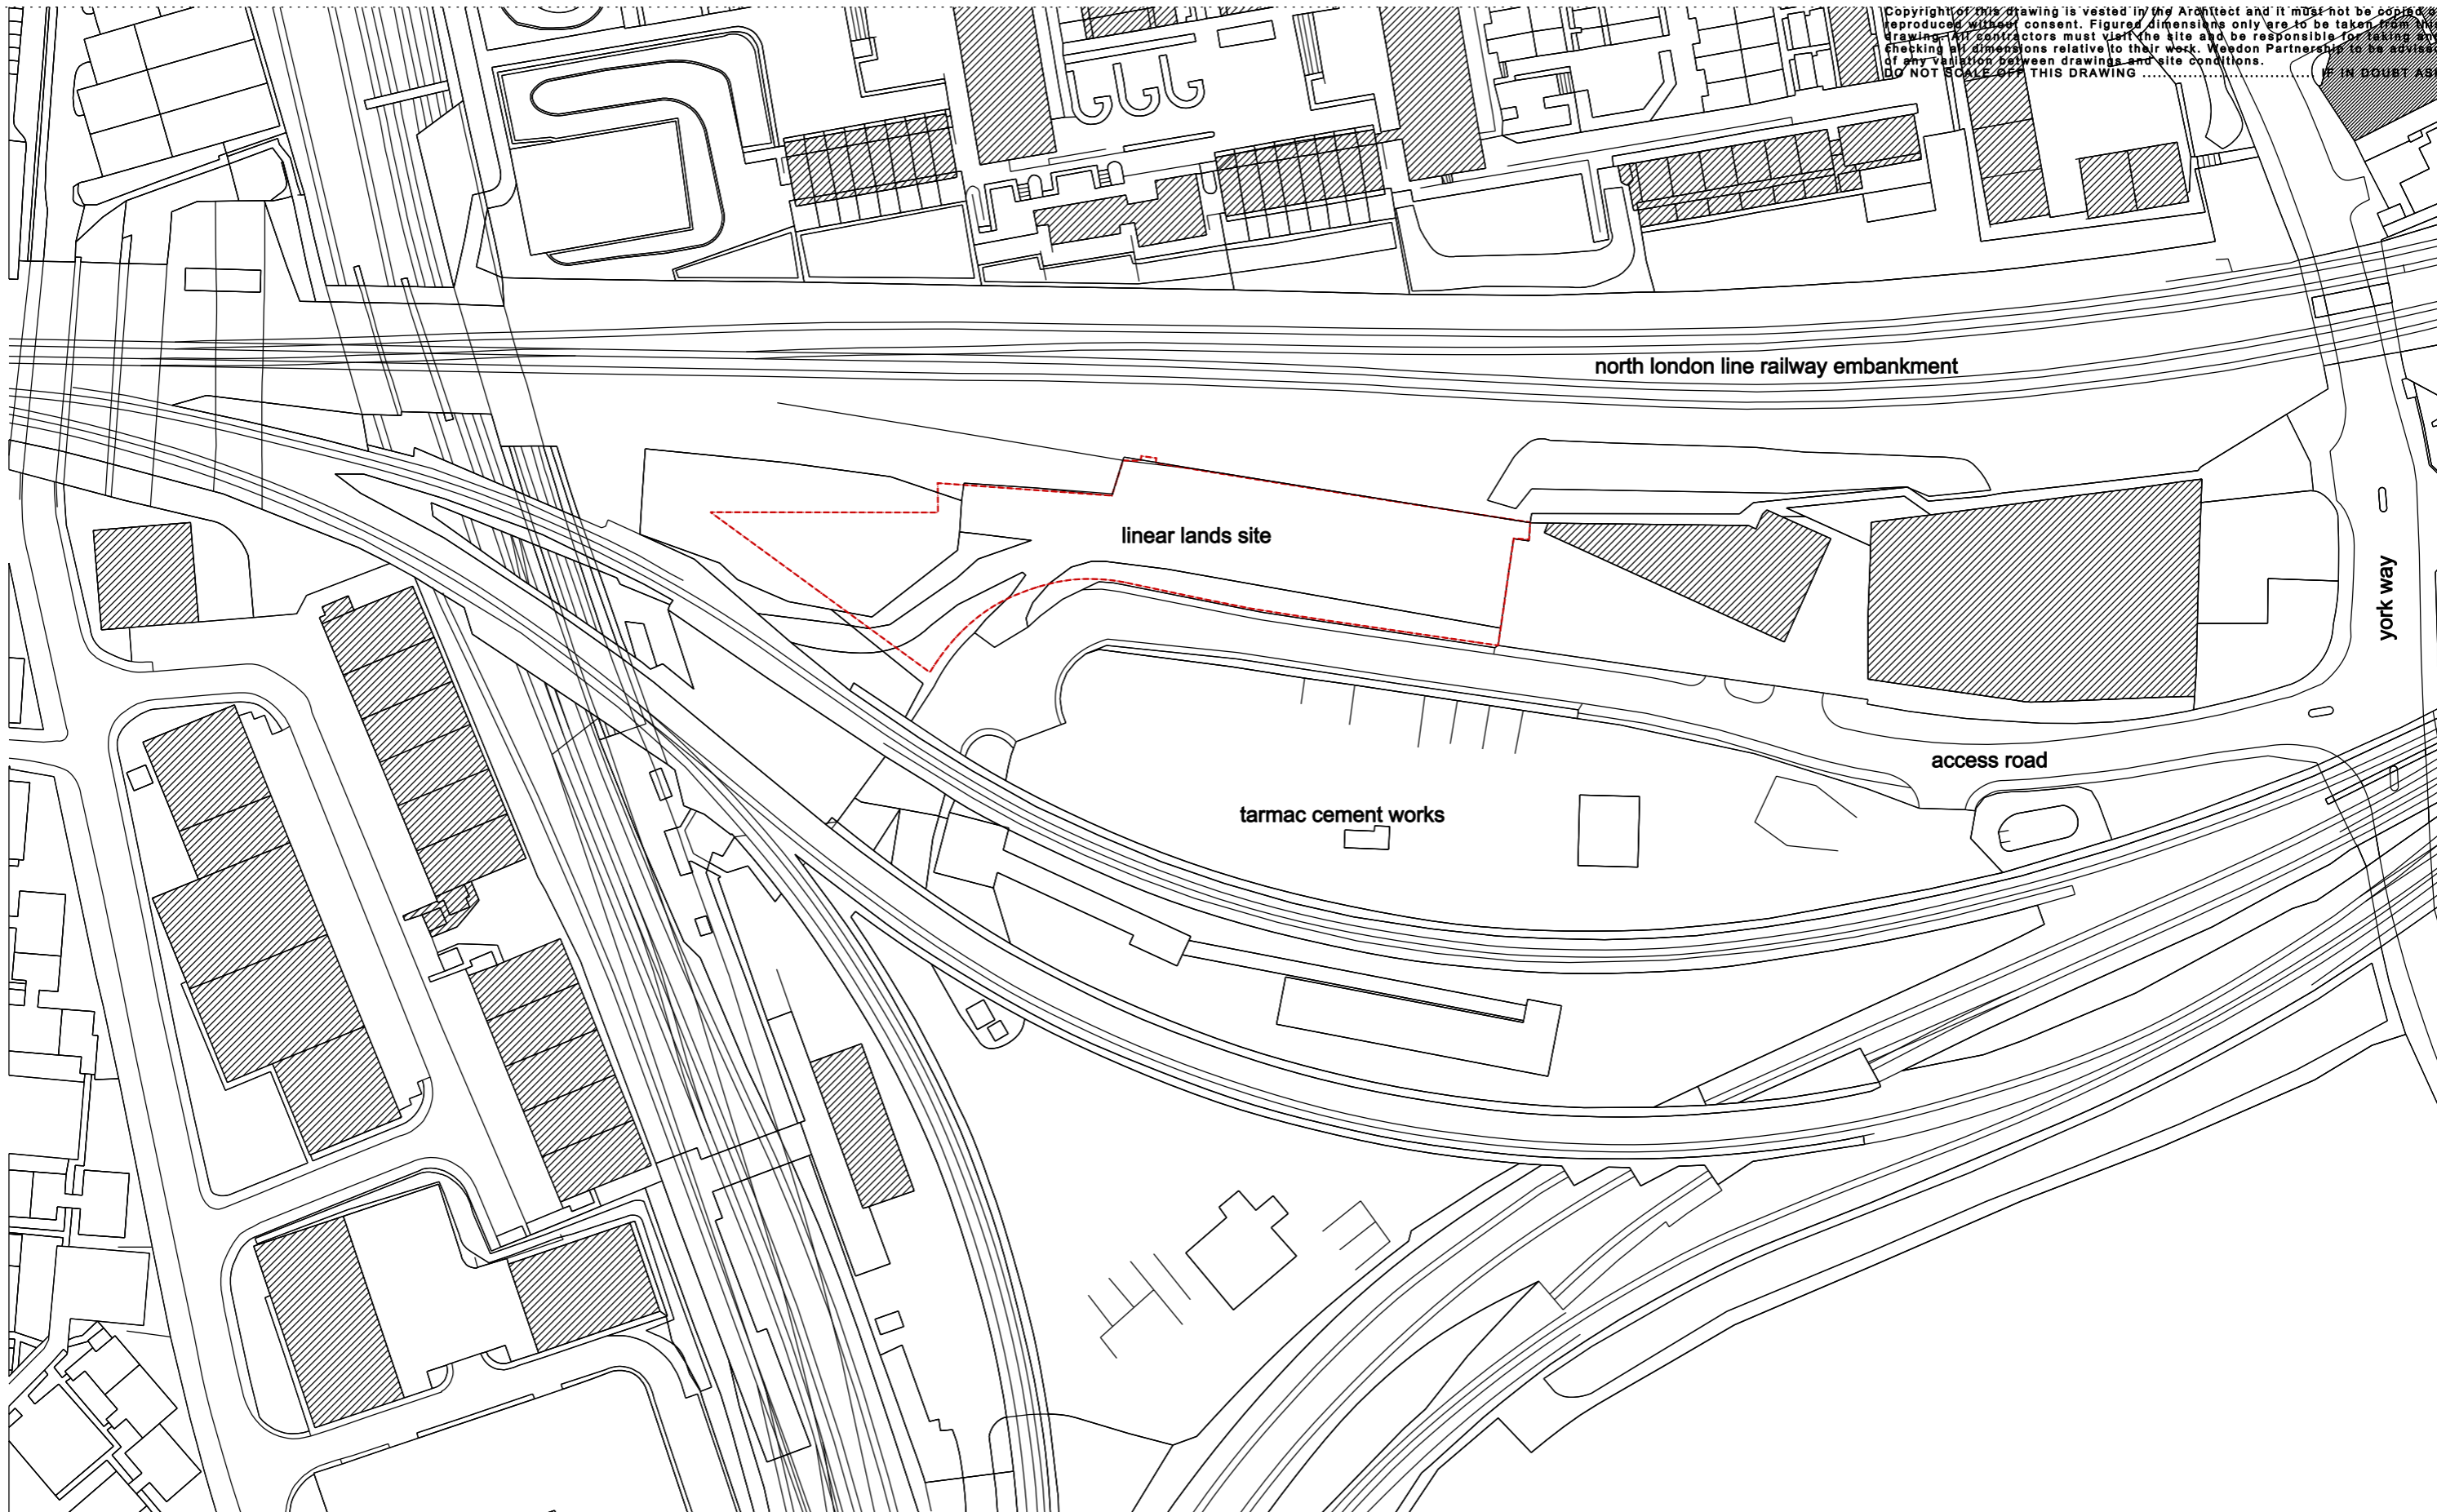 Copyright of this drawing is vested in the Architect and it must not be copied
reproduced without consent. Figured dimensions only are to be taken from
drawing. All contractors must visit the site and be responsible for taking
checking all dimensions relative to their work. Weedon Partnership to be
of any variation between drawings and site conditions.
DO NOT SCALE OFF THIS DRAWING .................................. IF IN DOUBT
north london line railway embankment
linear lands site
york way
access road
tarmac cement works